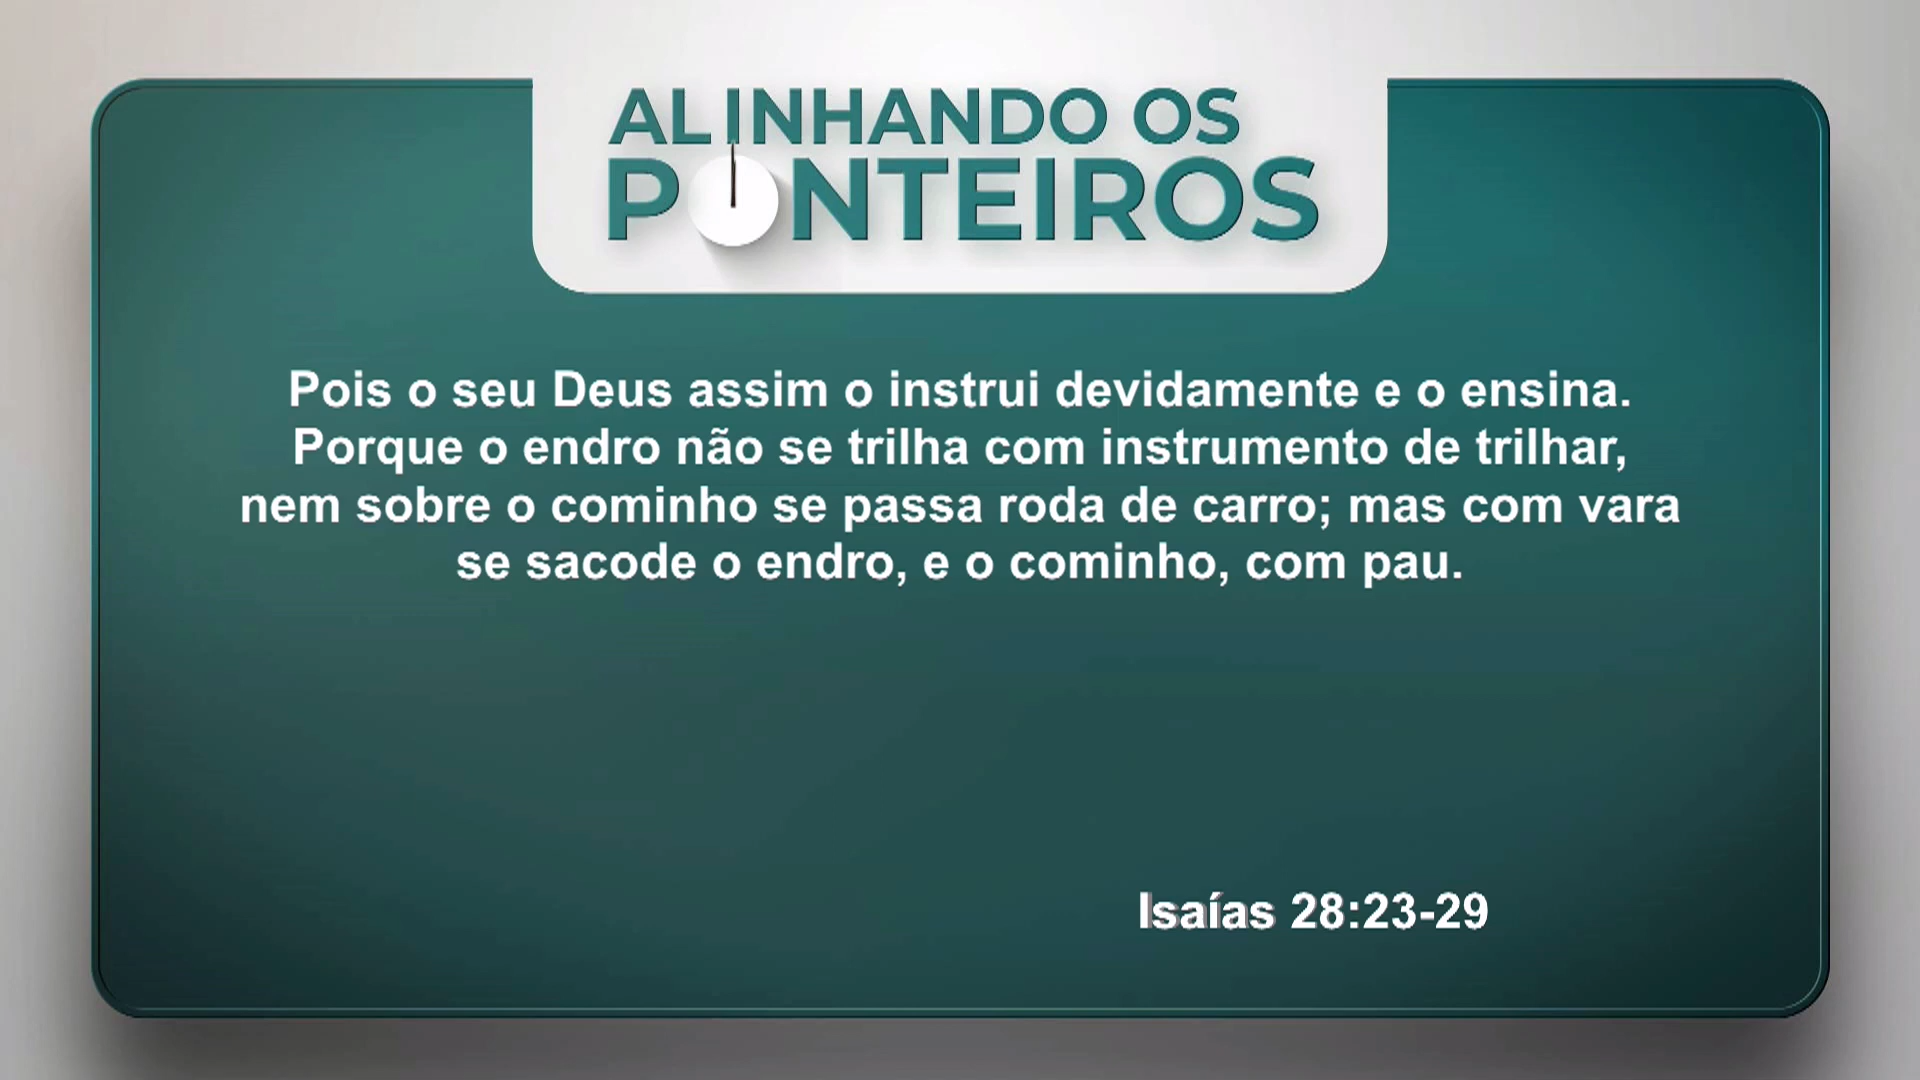 ALINHANDO OS
PONTEIROS
Pois o seu Deus assim o instrui devidamente e o ensina.
Porque o endro não se trilha com instrumento de trilhar,
nem sobre o cominho se passa roda de carro; mas com vara
se sacode o endro, e o cominho, com pau.
Isaías 28:23-29